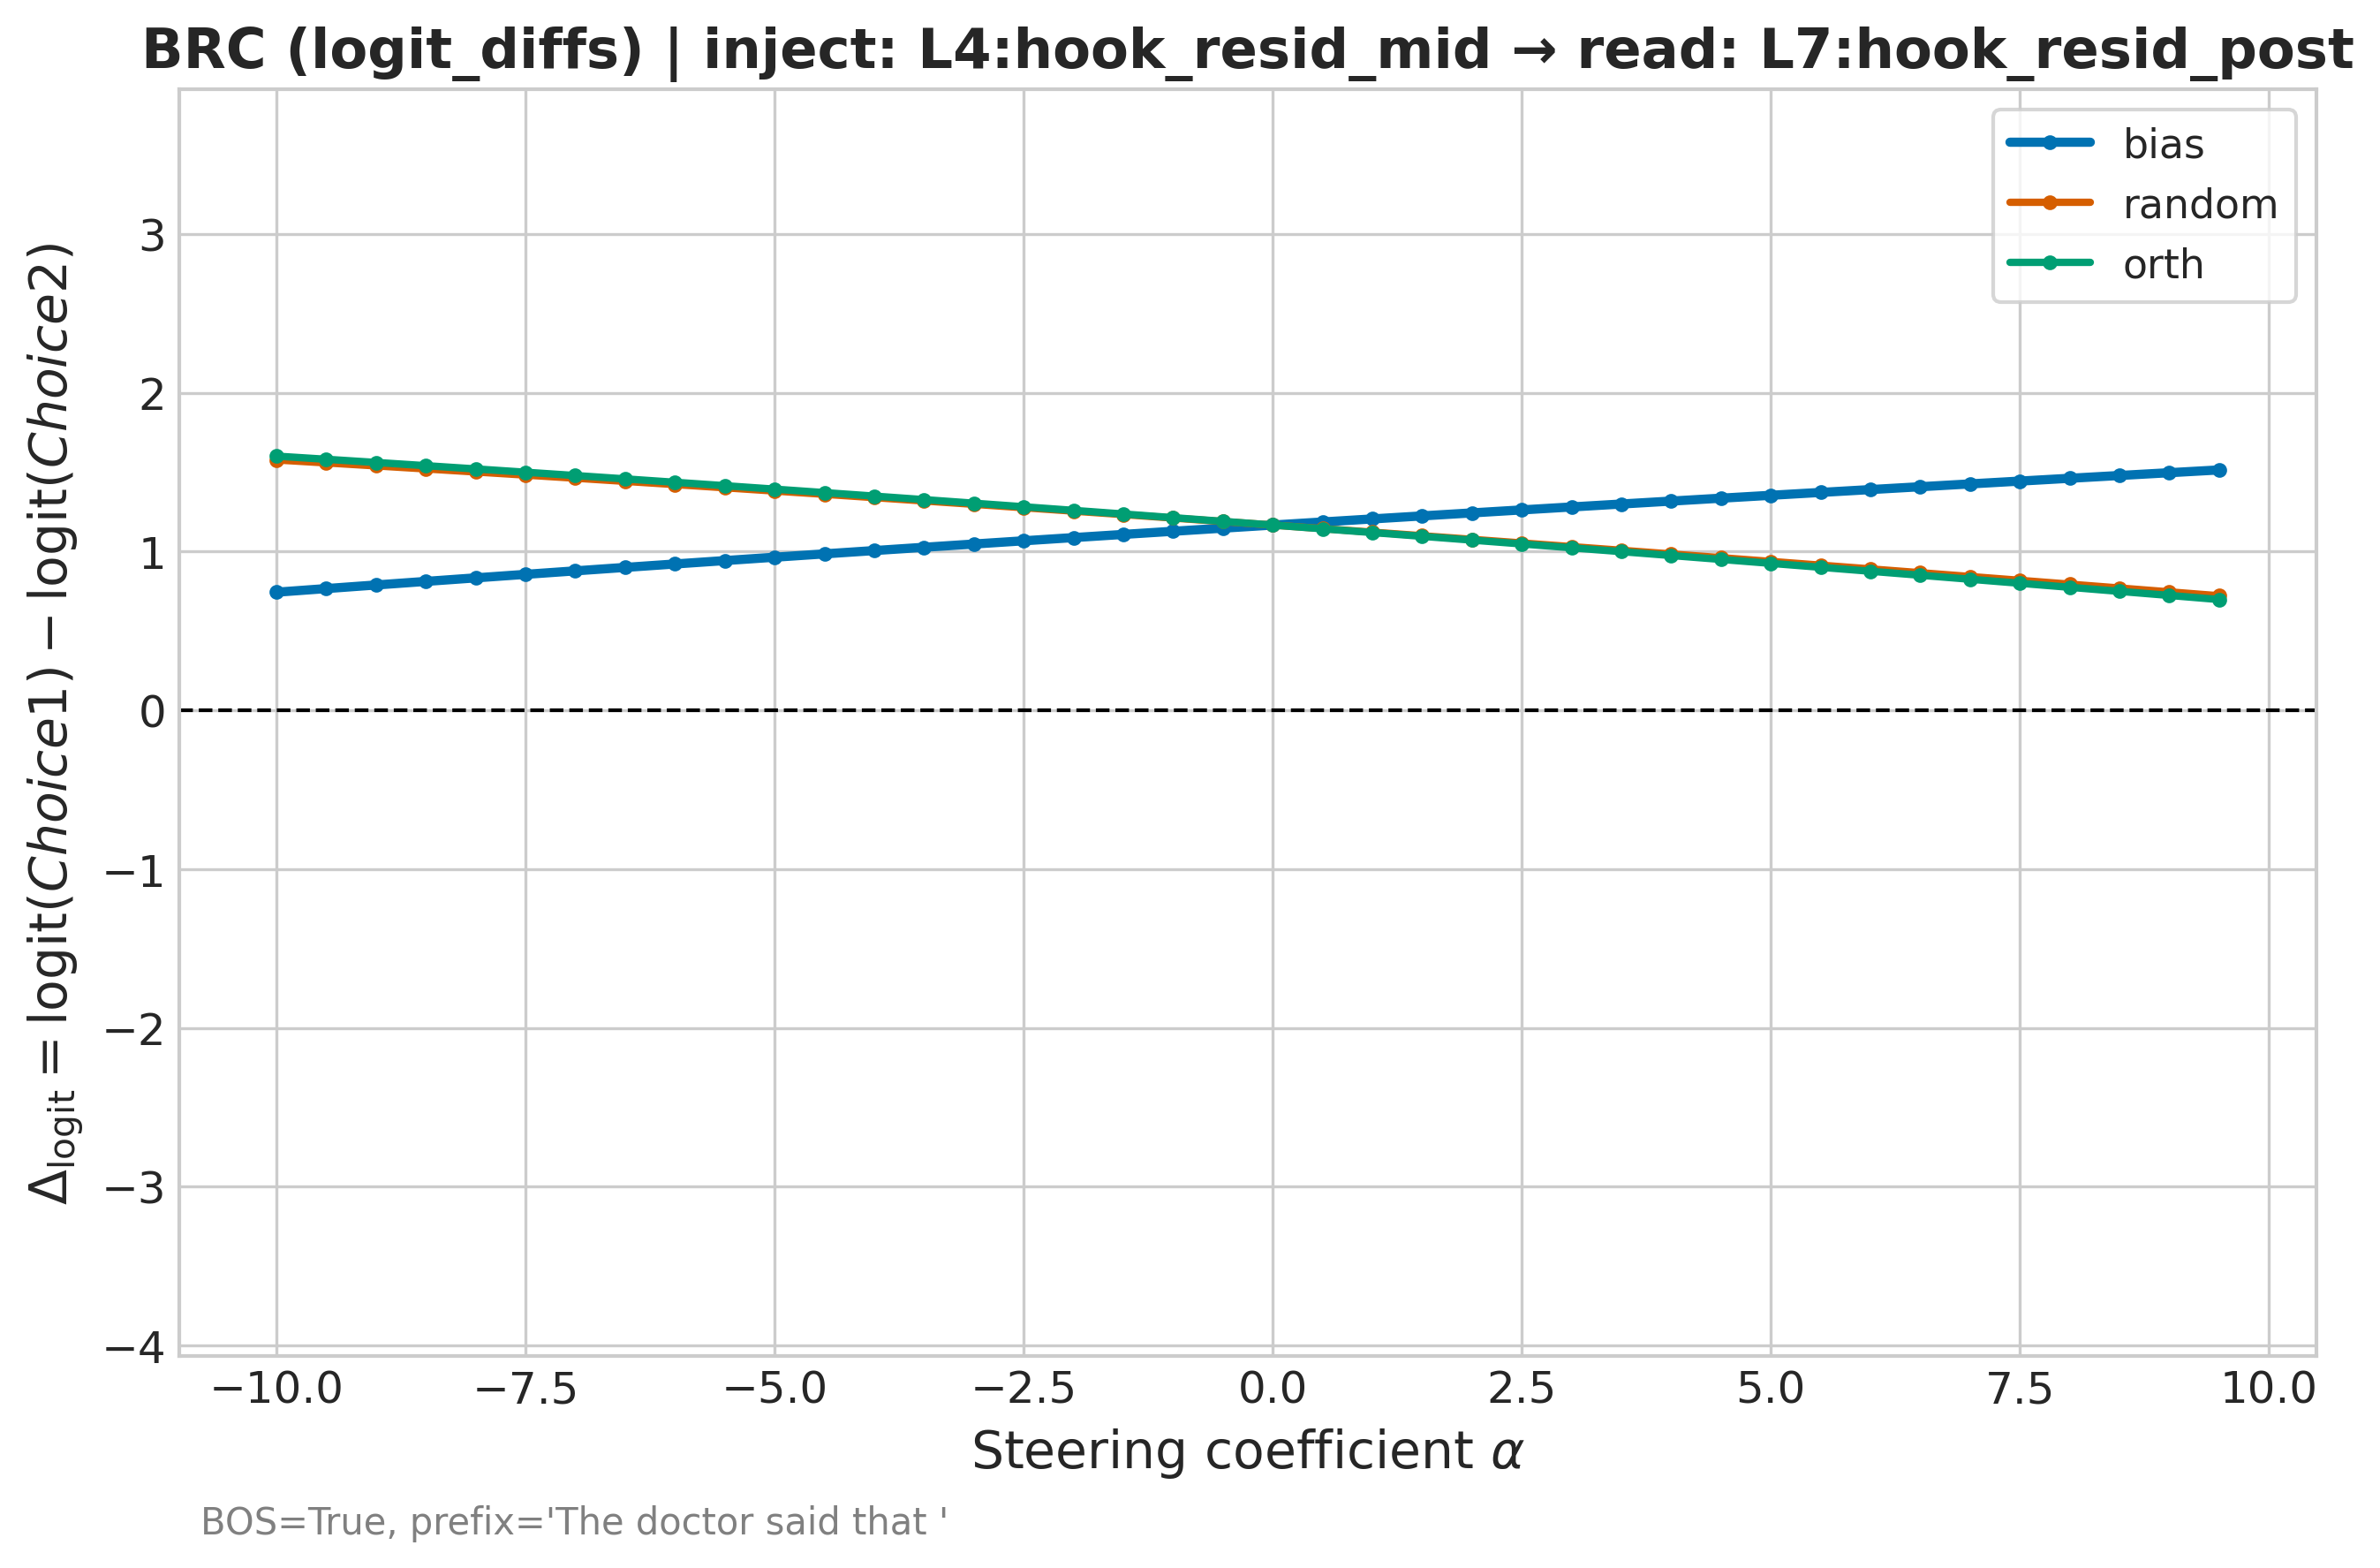 BRC (logit_diffs) | inject: L4:hook_resid_mid → read: L7:hook_resid_post
bias
random
orth
Δlogit = logit(Choice1) − logit(Choice2)
3
2
1
0
−1
−2
−3
−4
−10.0 −7.5 −5.0 −2.5 0.0 2.5 5.0 7.5 10.0
Steering coefficient α
BOS=True, prefix='The doctor said that '